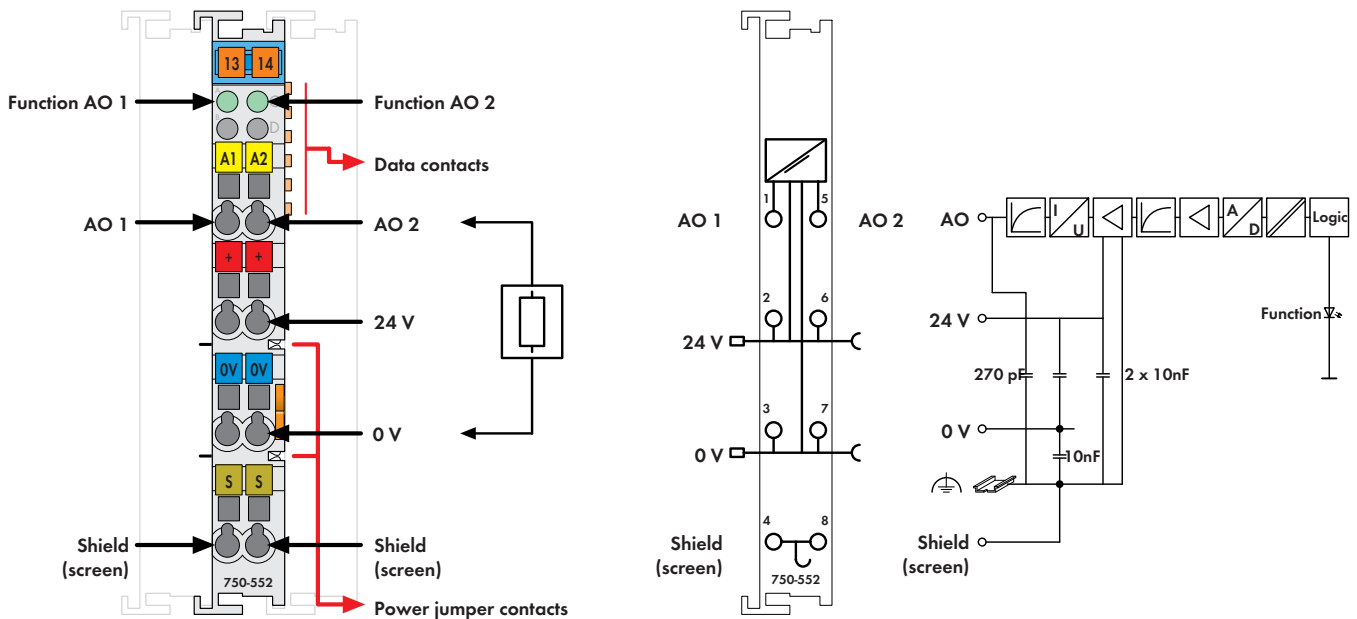 13 14
Function AO 1
Function AO 2
A
B
C
D
A1 A2
Data contacts
AO 1
AO 2
+ +
24 V
0V 0V
0 V
S S
Shield
(screen)
Shield
(screen)
750-552
Power jumper contacts
1
5
AO 1
AO 2
2
6
24 V
3
7
0 V
4
8
Shield
(screen)
750-552
AO
I
U
A
D
Logic
24 V
Function
270 pF
2 x 10nF
0 V
10nF
Shield
(screen)